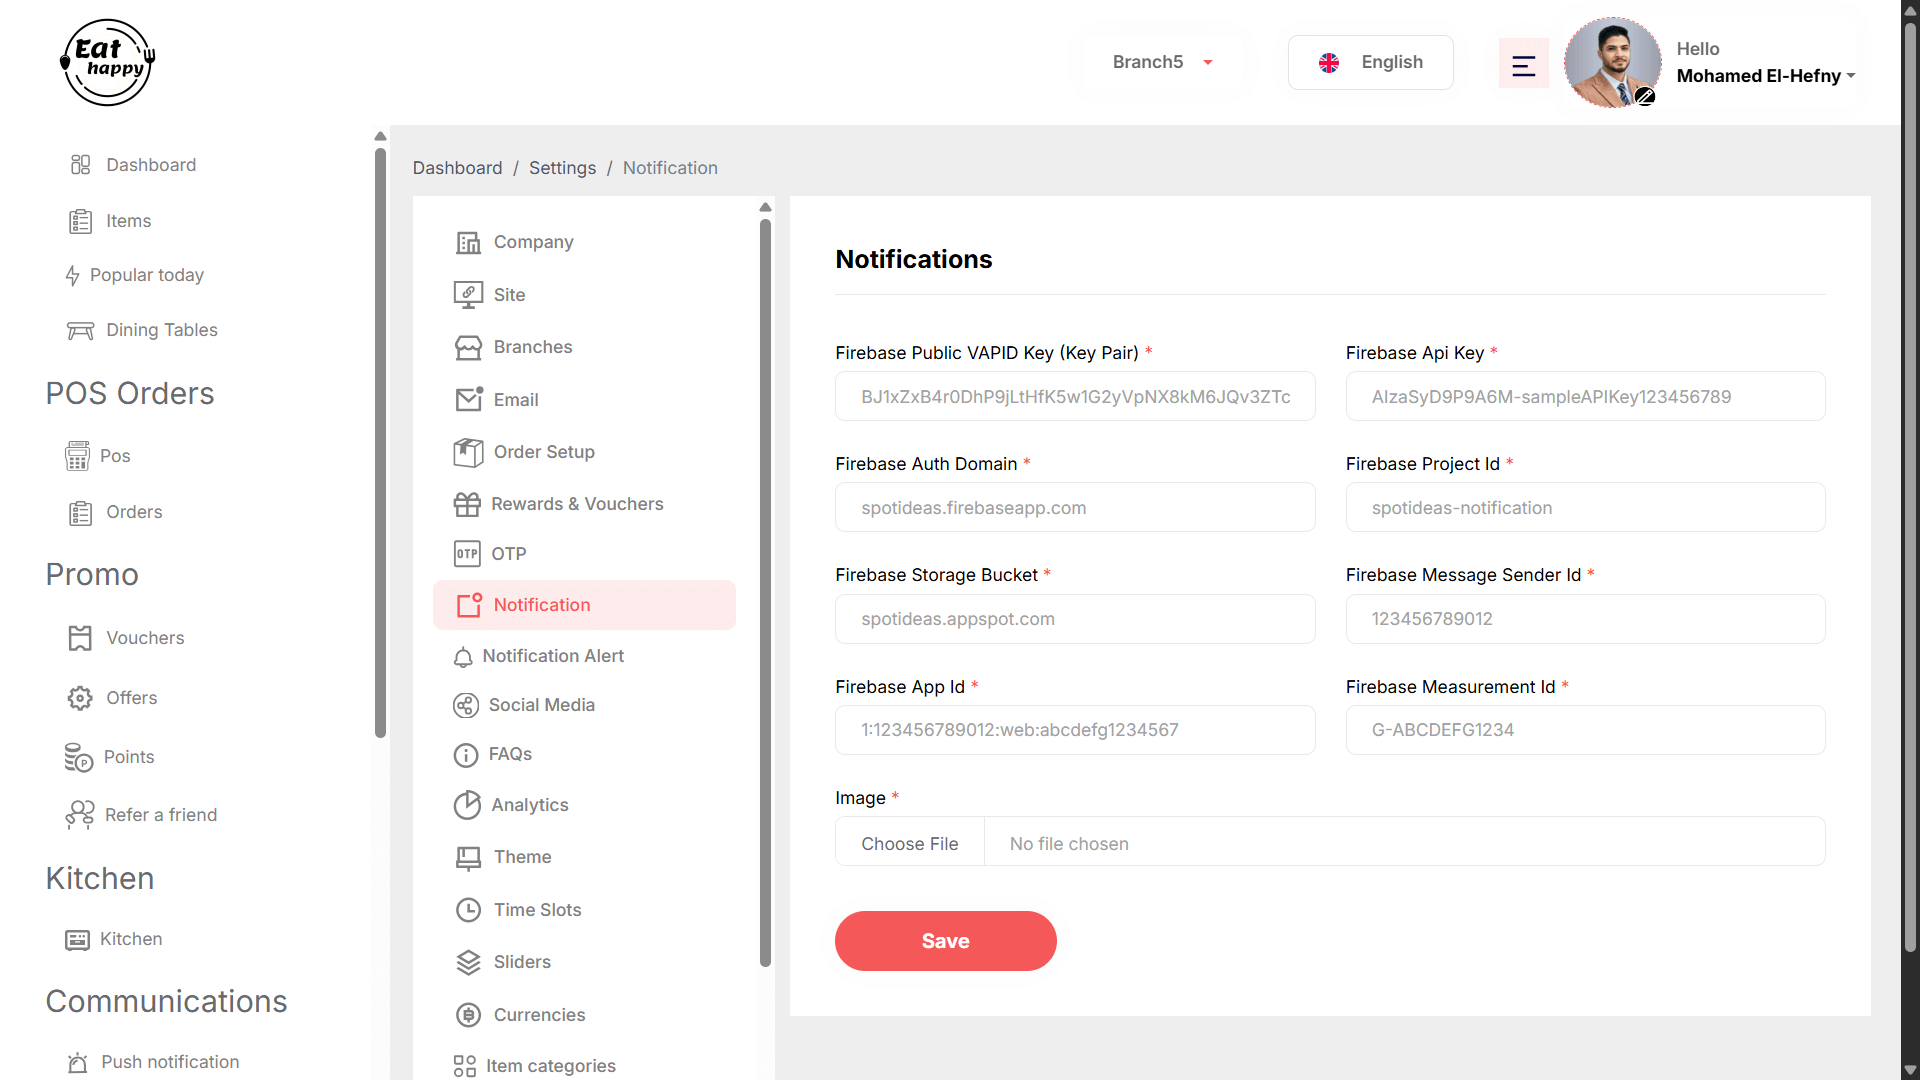 Eat
happy
Branch5
English
Hello
Mohamed El-Hefny
Dashboard
Items
Popular today
Dining Tables
POS Orders
Pos
Orders
Promo
Vouchers
Offers
Points
Refer a friend
Kitchen
Kitchen
Communications
Push notification
Dashboard / Settings / Notification
Company
Site
Branches
Email
Order Setup
Rewards & Vouchers
OTP OTP
Notification
Notification Alert
Social Media
FAQs
Analytics
Theme
Time Slots
Sliders
Currencies
Item categories
Notifications
Firebase Public VAPID Key (Key Pair) *
BJ1xZxB4r0DhP9jLtHfK5w1G2yVpNX8kM6JQv3ZTc
Firebase Api Key *
AIzaSyD9P9A6M-sampleAPIKey123456789
Firebase Auth Domain *
spotideas.firebaseapp.com
Firebase Project Id *
spotideas-notification
Firebase Storage Bucket *
spotideas.appspot.com
Firebase Message Sender Id *
123456789012
Firebase App Id *
1:123456789012:web:abcdefg1234567
Firebase Measurement Id *
G-ABCDEFG1234
Image *
Choose File No file chosen
Save